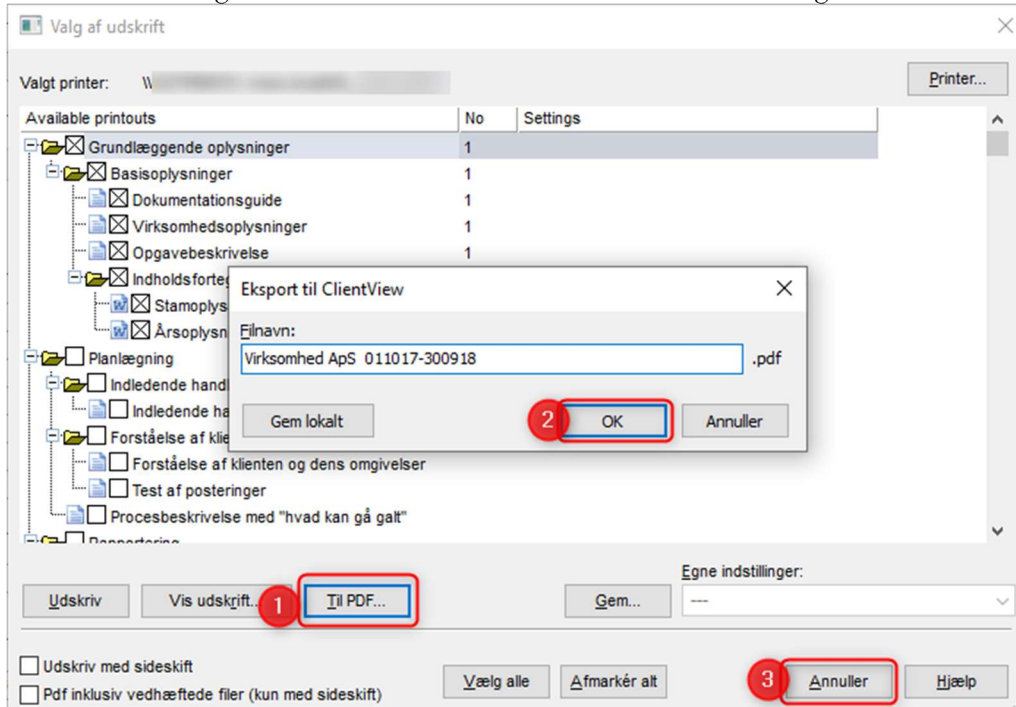 Valg af udskrift
Valgt printer: \\
Printer...
Available printouts No Settings
Grundlæggende oplysninger 1
Basisoplysninger 1
Dokumentationsguide 1
Virksomhedsoplysninger 1
Opgavebeskrivelse 1
Indholdsforteg
Stamoplys
Årsoplysn
Planlægning
Indledende handl
Indledende ha
Forståelse af klie
Forståelse af klienten og dens omgivelser
Test af posteringer
Procesbeskrivelse med "hvad kan gå galt"
Rapportering
Eksport til ClientView
Filnavn:
Virksomhed ApS 011017-300918 .pdf
Gem lokalt 2 OK Annuller
Egne indstillinger:
Udskriv Vis udskrift... 1 Til PDF... Gem... ---
Udskriv med sideskift
Pdf inklusiv vedhæftede filer (kun med sideskift)
Vælg alle Afmarkér alt 3 Annuller Hjælp